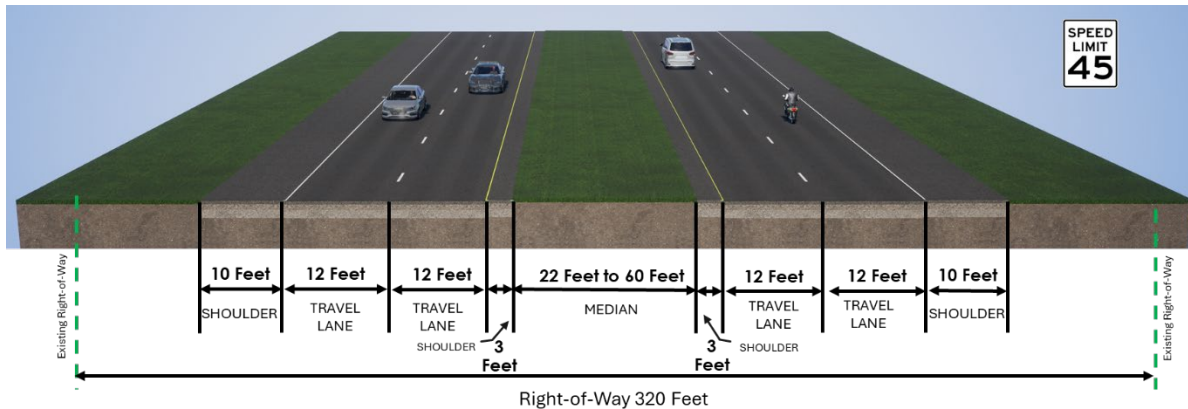 SPEED
LIMIT
45
10 Feet
SHOULDER
12 Feet
TRAVEL
LANE
12 Feet
TRAVEL
LANE
SHOULDER
3
Feet
22 Feet to 60 Feet
MEDIAN
3
Feet
SHOULDER
12 Feet
TRAVEL
LANE
12 Feet
TRAVEL
LANE
10 Feet
SHOULDER
Existing Right-of-Way
Existing Right-of-Way
Right-of-Way 320 Feet